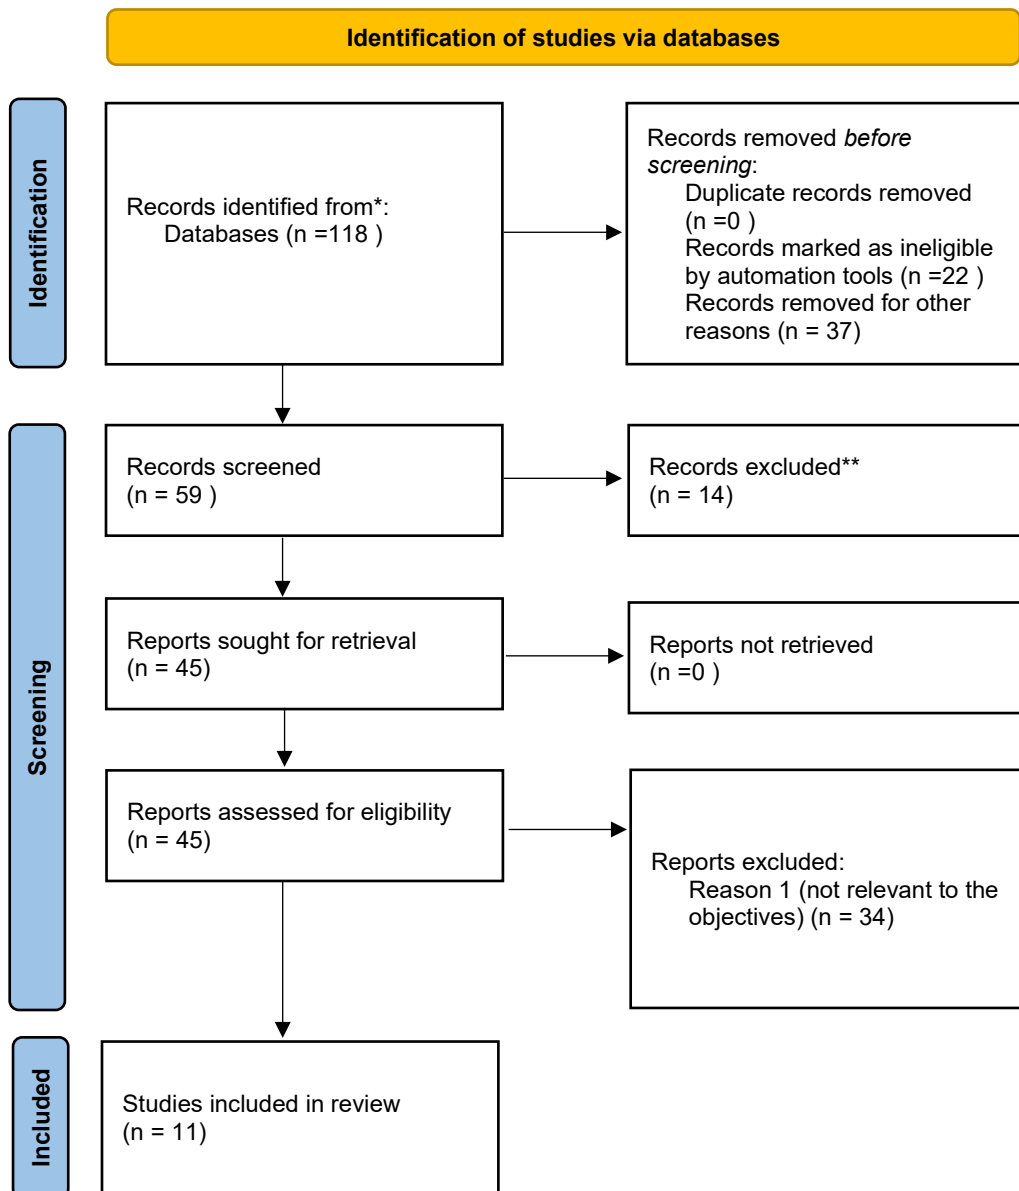 Identification of studies via databases
Identification
Records identified from*:
Databases (n =118 )
Records removed before
screening:
Duplicate records removed
(n =0 )
Records marked as ineligible
by automation tools (n =22 )
Records removed for other
reasons (n = 37)
Screening
Records screened
(n = 59 )
Records excluded**
(n = 14)
Reports sought for retrieval
(n = 45)
Reports not retrieved
(n =0 )
Reports assessed for eligibility
(n = 45)
Reports excluded:
Reason 1 (not relevant to the
objectives) (n = 34)
Included
Studies included in review
(n = 11)